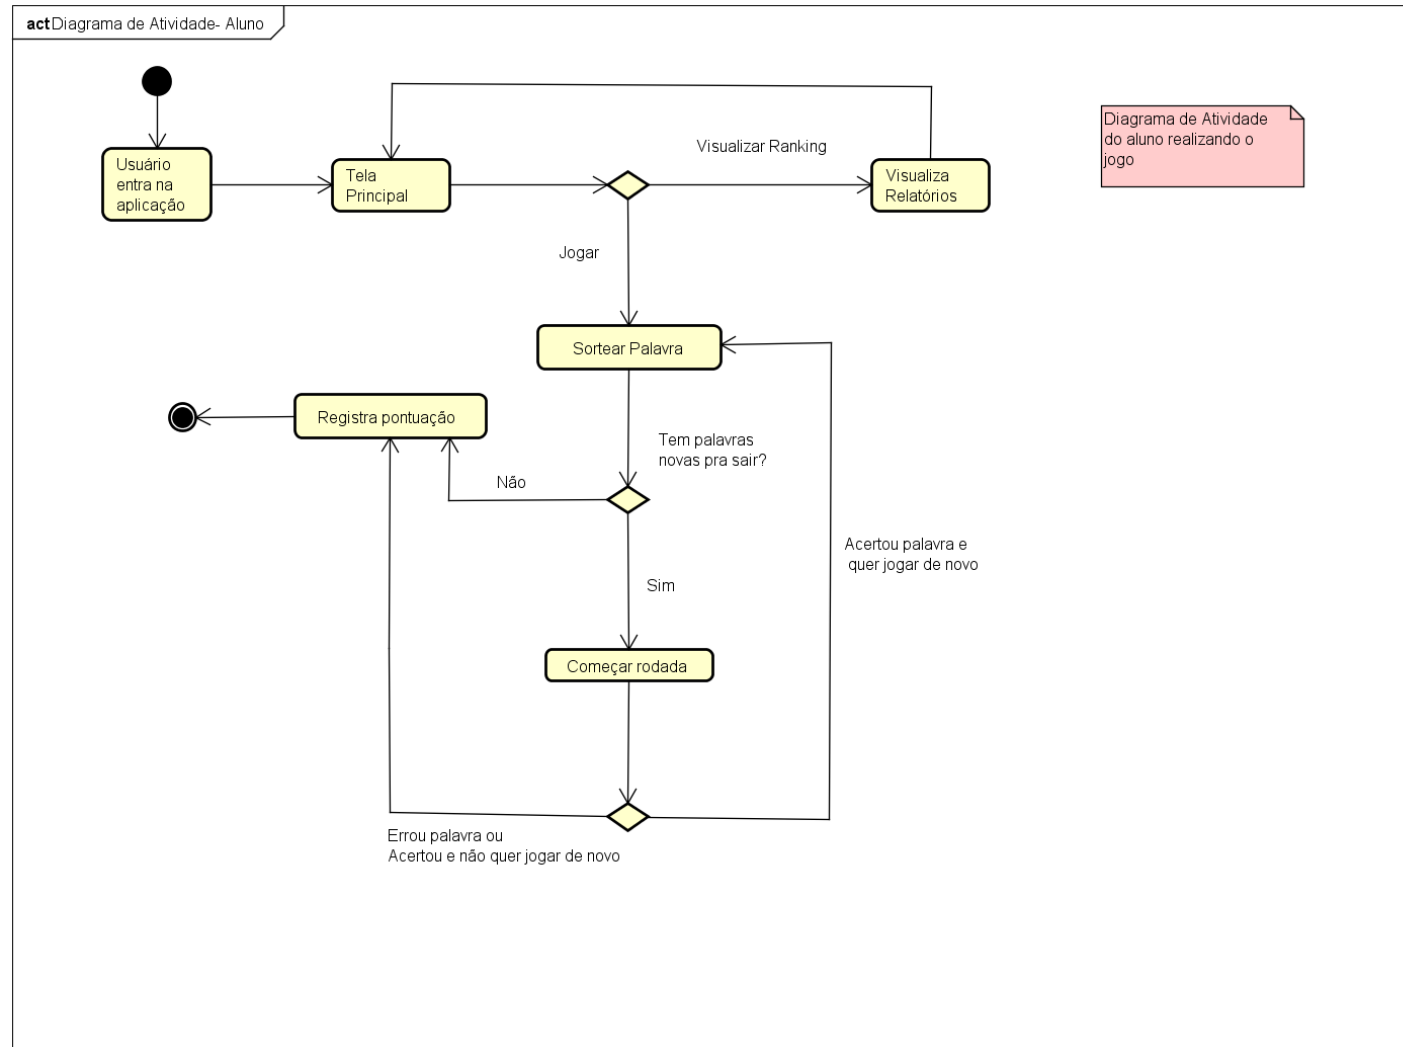 act Diagrama de Atividade- Aluno
Diagrama de Atividade
do aluno realizando o
jogo
Visualizar Ranking
Usuário
entra na
aplicação
Tela
Principal
Visualiza
Relatórios
Jogar
Sortear Palavra
Registra pontuação
Tem palavras
novas pra sair?
Não
Acertou palavra e
quer jogar de novo
Sim
Começar rodada
Errou palavra ou
Acertou e não quer jogar de novo